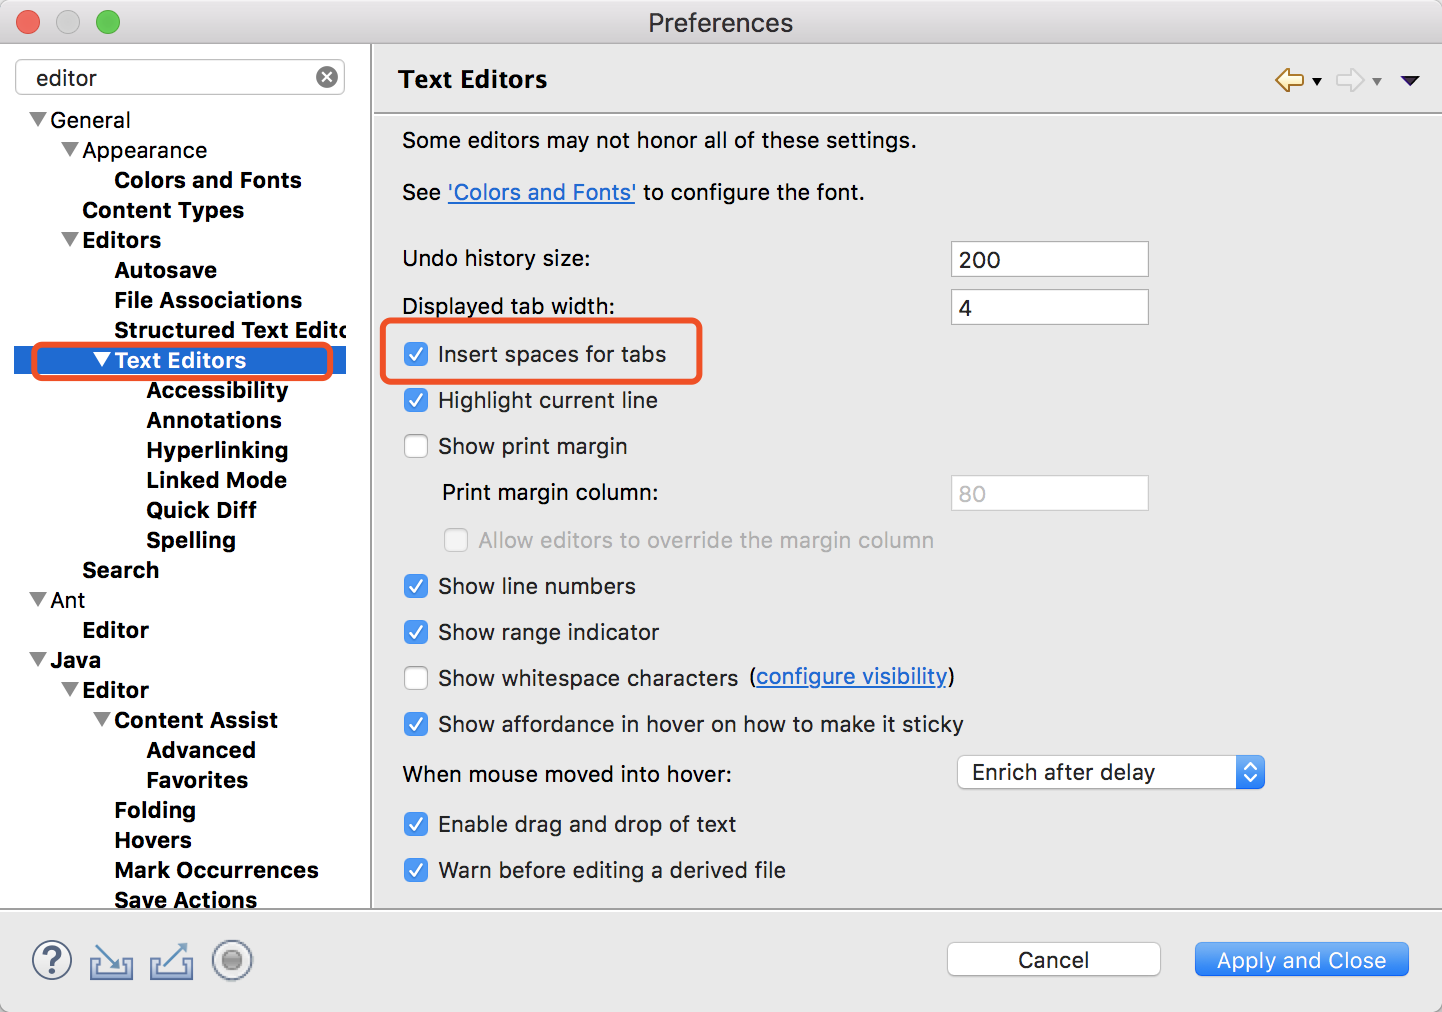 Preferences
editor
General
Appearance
Colors and Fonts
Content Types
Editors
Autosave
File Associations
Structured Text Edito
Text Editors
Accessibility
Annotations
Hyperlinking
Linked Mode
Quick Diff
Spelling
Search
Ant
Editor
Java
Editor
Content Assist
Advanced
Favorites
Folding
Hovers
Mark Occurrences
Save Actions
Text Editors
Some editors may not honor all of these settings.
See 'Colors and Fonts' to configure the font.
Undo history size: 200
Displayed tab width: 4
Insert spaces for tabs
Highlight current line
Show print margin
Print margin column: 80
Allow editors to override the margin column
Show line numbers
Show range indicator
Show whitespace characters (configure visibility)
Show affordance in hover on how to make it sticky
When mouse moved into hover: Enrich after delay
Enable drag and drop of text
Warn before editing a derived file
?
Cancel
Apply and Close